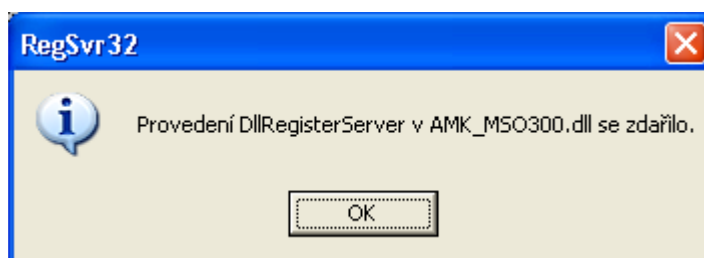 RegSvr32
Provedení DllRegisterServer v AMK_MSO300.dll se zdařilo.
OK